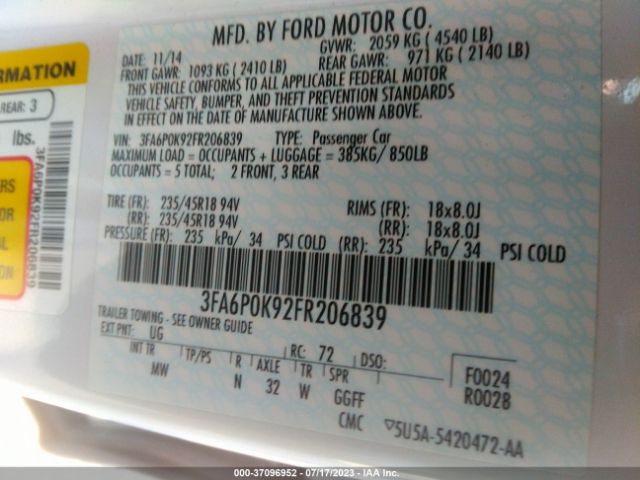 MFD. BY FORD MOTOR CO.
DATE: 11/14 GVWR: 2059 KG ( 4540 LB)
FRONT GAWR: 1093 KG ( 2410 LB) REAR GAWR: 971 KG ( 2140 LB)
THIS VEHICLE CONFORMS TO ALL APPLICABLE FEDERAL MOTOR
VEHICLE SAFETY, BUMPER, AND THEFT PREVENTION STANDARDS
IN EFFECT ON THE DATE OF MANUFACTURE SHOWN ABOVE.
VIN: 3FA6P0K92FR206839 TYPE: Passenger Car
MAXIMUM LOAD = OCCUPANTS + LUGGAGE = 385KG/ 850LB
OCCUPANTS = 5 TOTAL; 2 FRONT, 3 REAR
TIRE (FR): 235/45R18 94V RIMS (FR): 18x8.0J
(RR): 235/45R18 94V (RR): 18x8.0J
PRESSURE (FR): 235 kPa/ 34 PSI COLD (RR): 235 kPa/ 34 PSI COLD
3FA6P0K92FR206839
TRAILER TOWING - SEE OWNER GUIDE
EXT PNT: UG RC: 72 DSO:
INT TR TP/PS R AXLE TR SPR F0024
MW N 32 W GGFF R002B
CMC ▽5U5A-5420472-AA
RMATION
REAR: 3
lbs.
3FA6P0K92FR206839
ERS
OR
AL
ON
000-37096952 / 07/17/2023 - IAA Inc.